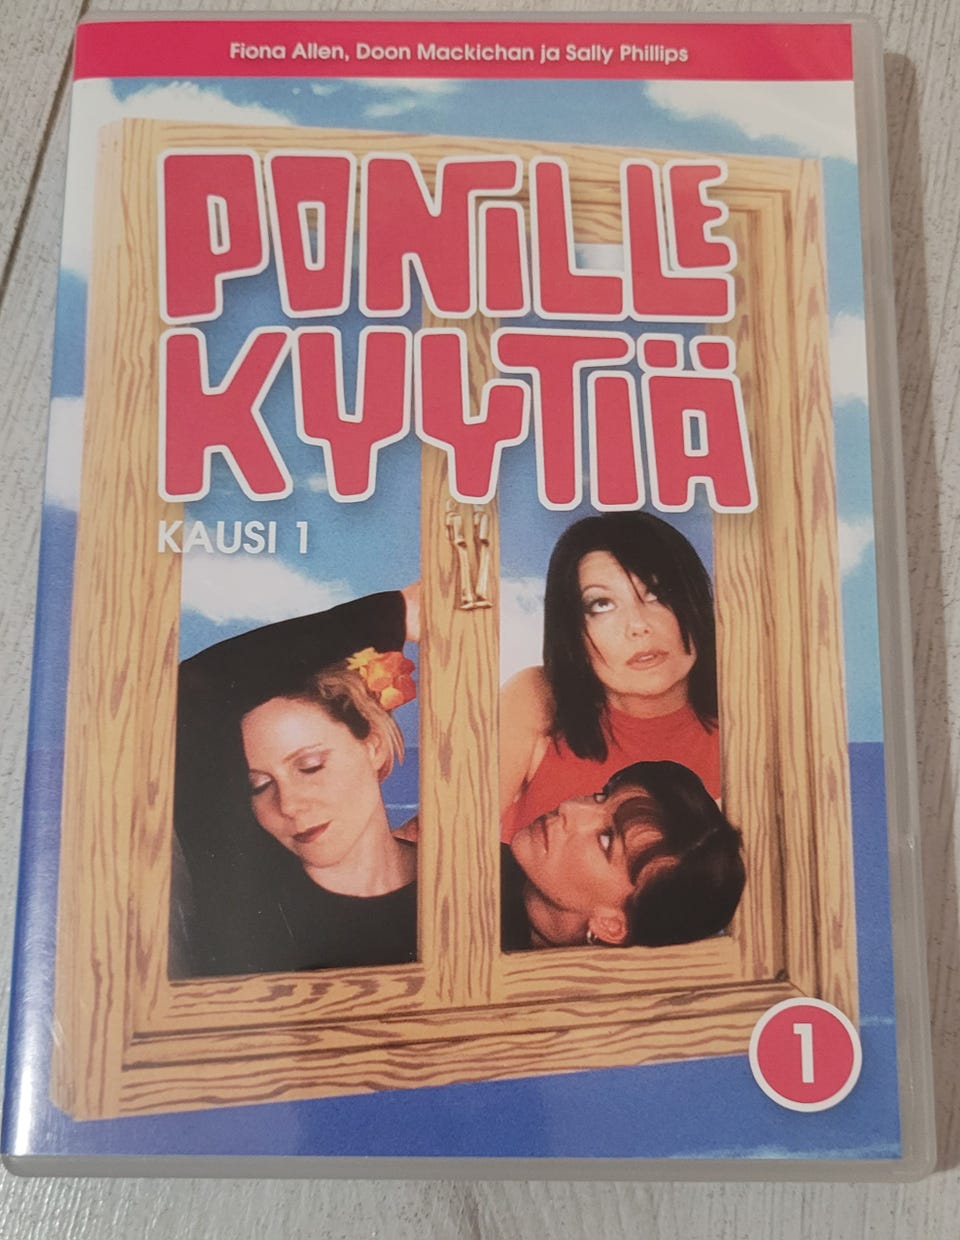 Fiona Allen, Doon Mackichan ja Sally Phillips
PONiLLE
KYYTiÄ
KAUSI 1
1